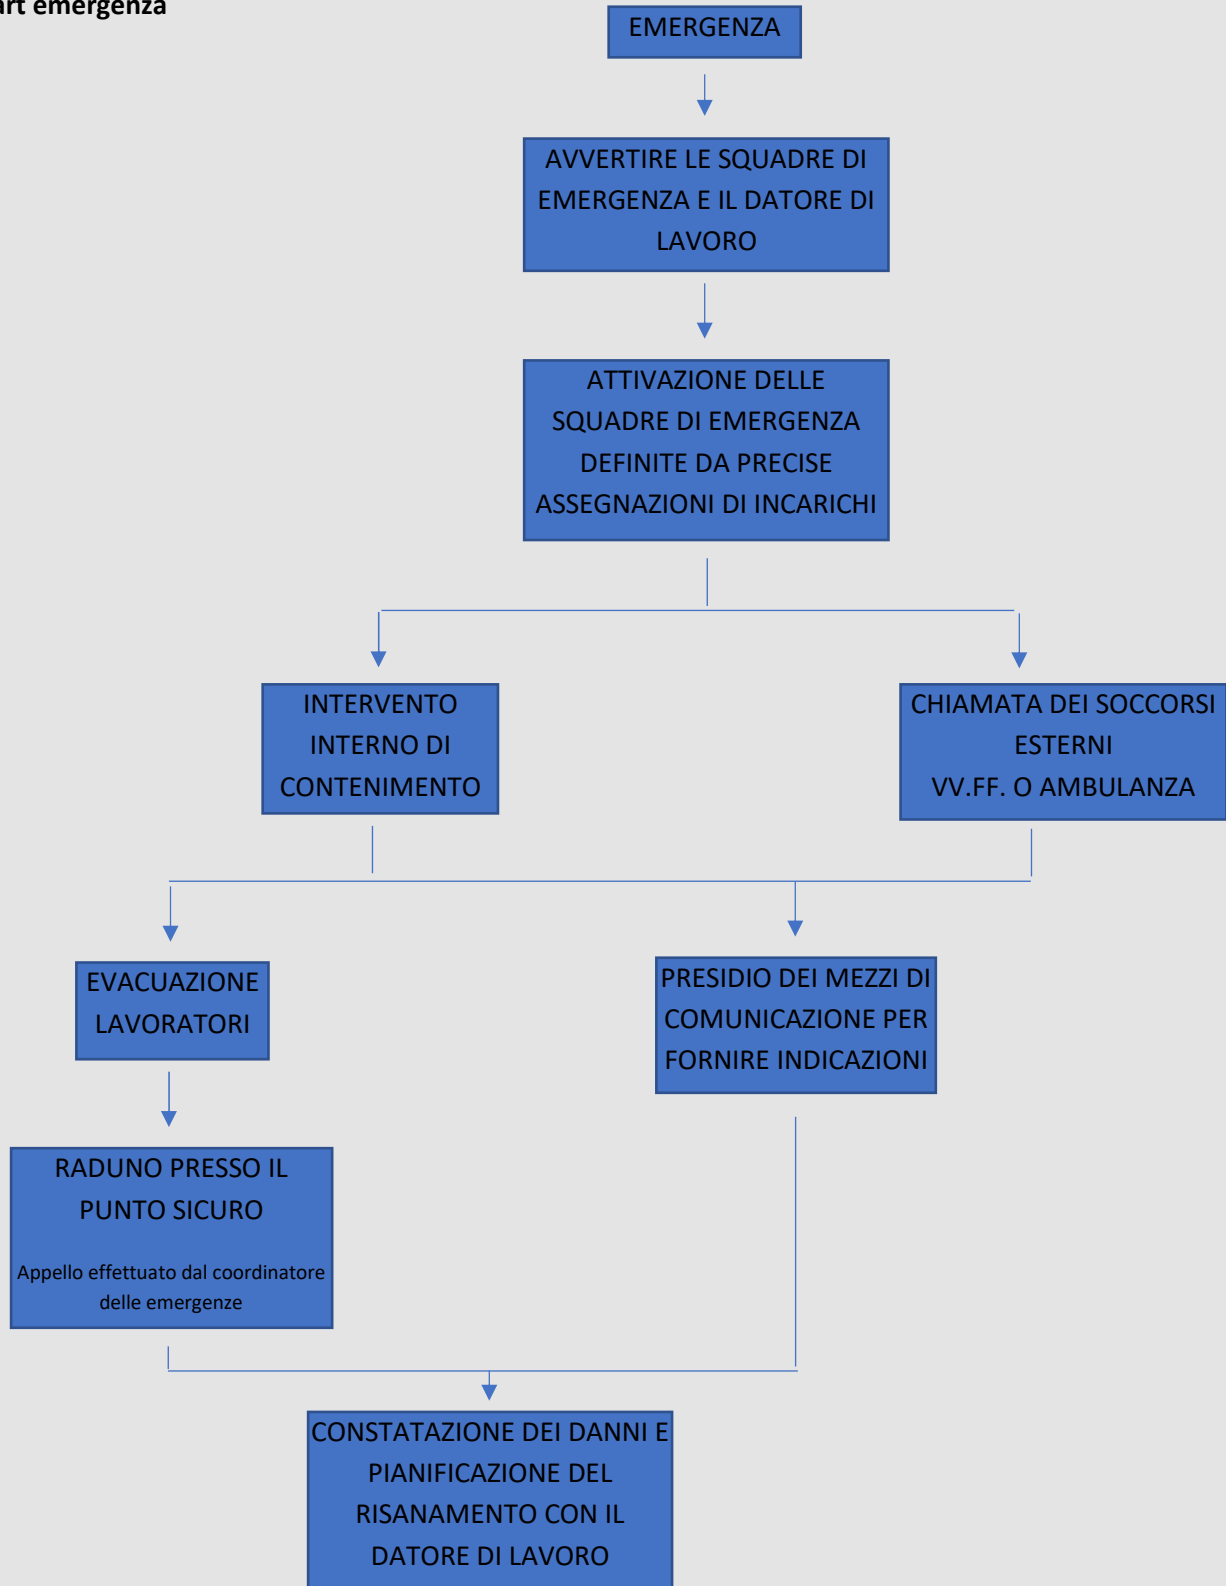 art emergenza
EMERGENZA
AVVERTIRE LE SQUADRE DI
EMERGENZA E IL DATORE DI
LAVORO
ATTIVAZIONE DELLE
SQUADRE DI EMERGENZA
DEFINITE DA PRECISE
ASSEGNAZIONI DI INCARICHI
INTERVENTO
INTERNO DI
CONTENIMENTO
CHIAMATA DEI SOCCORSI
ESTERNI
VV.FF. O AMBULANZA
EVACUAZIONE
LAVORATORI
PRESIDIO DEI MEZZI DI
COMUNICAZIONE PER
FORNIRE INDICAZIONI
RADUNO PRESSO IL
PUNTO SICURO
Appello effettuato dal coordinatore
delle emergenze
CONSTATAZIONE DEI DANNI E
PIANIFICAZIONE DEL
RISANAMENTO CON IL
DATORE DI LAVORO